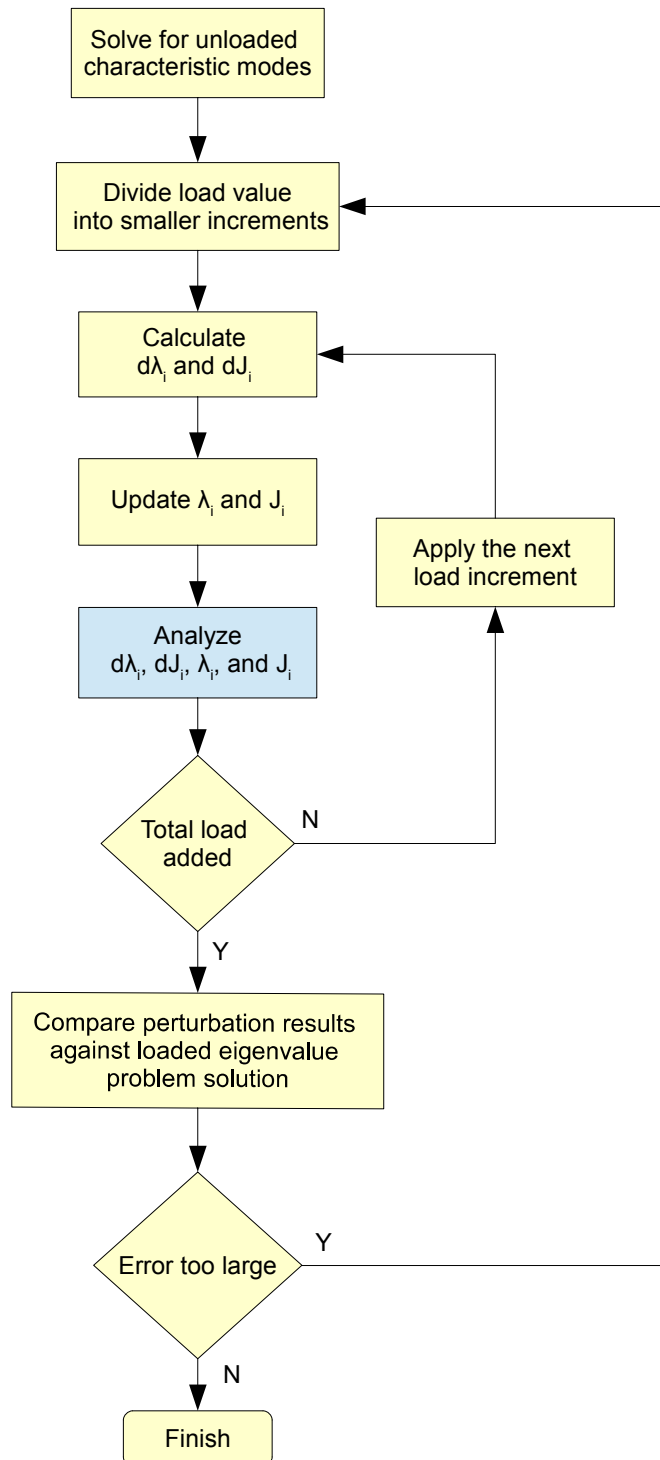 Solve for unloaded
characteristic modes
Divide load value
into smaller increments
Calculate
dλᵢ and dJᵢ
Update λᵢ and Jᵢ
Apply the next
load increment
Analyze
dλᵢ, dJᵢ, λᵢ, and Jᵢ
Total load
added
N
Y
Compare perturbation results
against loaded eigenvalue
problem solution
Error too large
Y
N
Finish